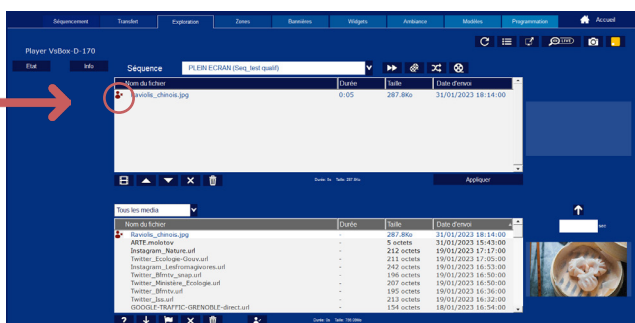 Séquencement Transfert Exploration Zones Bannières Widgets Ambiance Modèles Programmation Accueil
LIVE
Player VsBox-D-170
Etat Info Séquence PLEIN ECRAN (Seq_test qualif)
Nom du fichier Durée Taille Date d'envoi
Raviolis_chinois.jpg 0:05 287.8Ko 31/01/2023 18:14:00
Appliquer
Tous les media
sec
Nom du fichier Durée Taille Date d'envoi
Raviolis_chinois.jpg - 287.8Ko 31/01/2023 18:14:00
ARTE.molotov - 5 octets 31/01/2023 15:43:00
Instagram_Nature.url - 212 octets 19/01/2023 17:17:00
Twitter_Ecologie-Gouv.url - 211 octets 19/01/2023 17:05:00
Instagram_Lesfromagivores.url - 242 octets 19/01/2023 16:53:00
Twitter_Bfmtv_snap.url - 196 octets 19/01/2023 16:50:00
Twitter_Ministère_Ecologie.url - 207 octets 19/01/2023 16:50:00
Twitter_Bfmtv.url - 195 octets 19/01/2023 16:36:00
Twitter_Jss.url - 213 octets 19/01/2023 16:32:00
GOOGLE-TRAFFIC-GRENOBLE-direct.url - 154 octets 18/01/2023 16:54:00
?